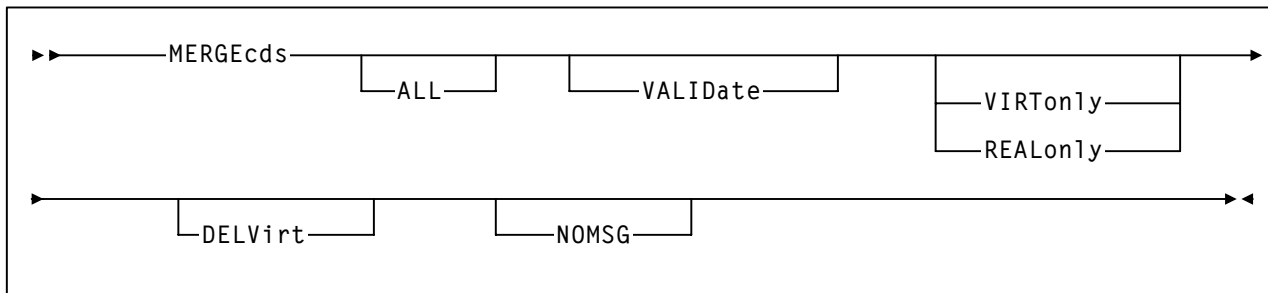 MERGEcds
ALL
VALIDate
VIRTonly
REALonly
DELVirt
NOMSG